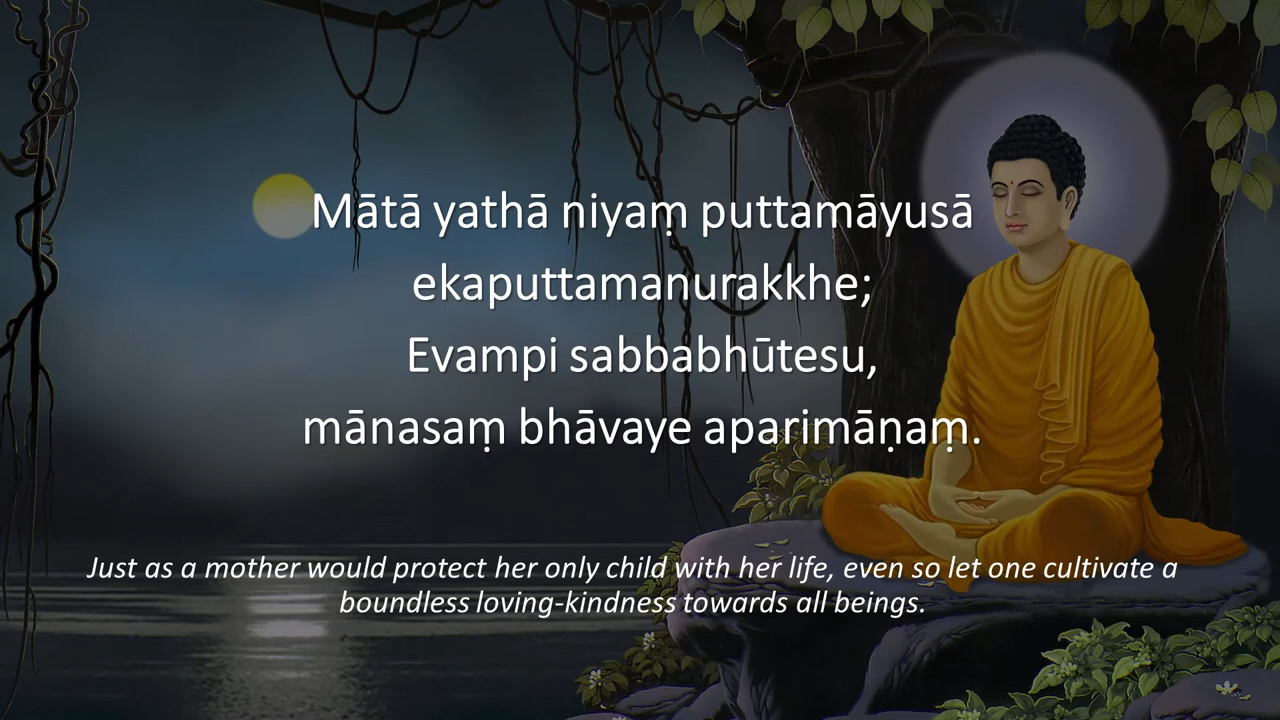 Mātā yathā niyaṃ puttamāyusā
ekaputtamanurakkhe;
Evampi sabbabhūtesu,
mānasaṃ bhāvaye aparimāṇaṃ.
Just as a mother would protect her only child with her life, even so let one cultivate a
boundless loving-kindness towards all beings.